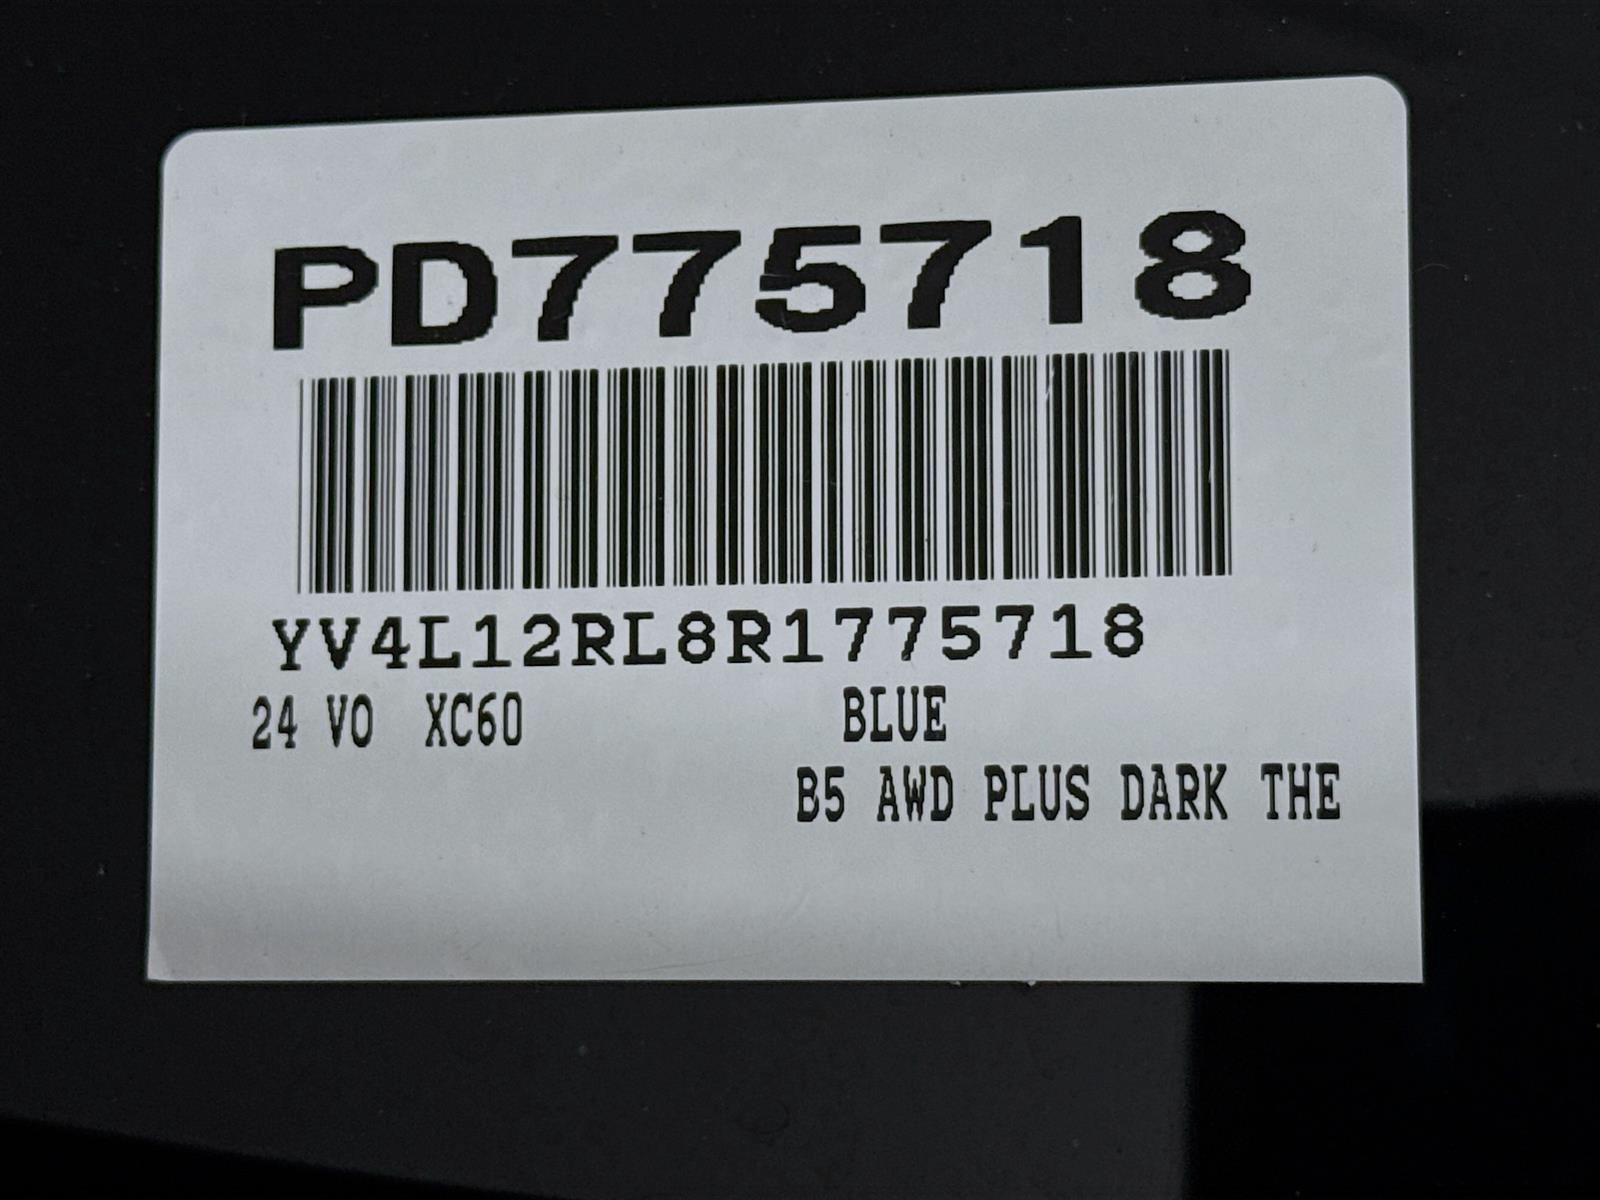 PD775718
YV4L12RL8R1775718
24 VO XC60 BLUE
B5 AWD PLUS DARK THE